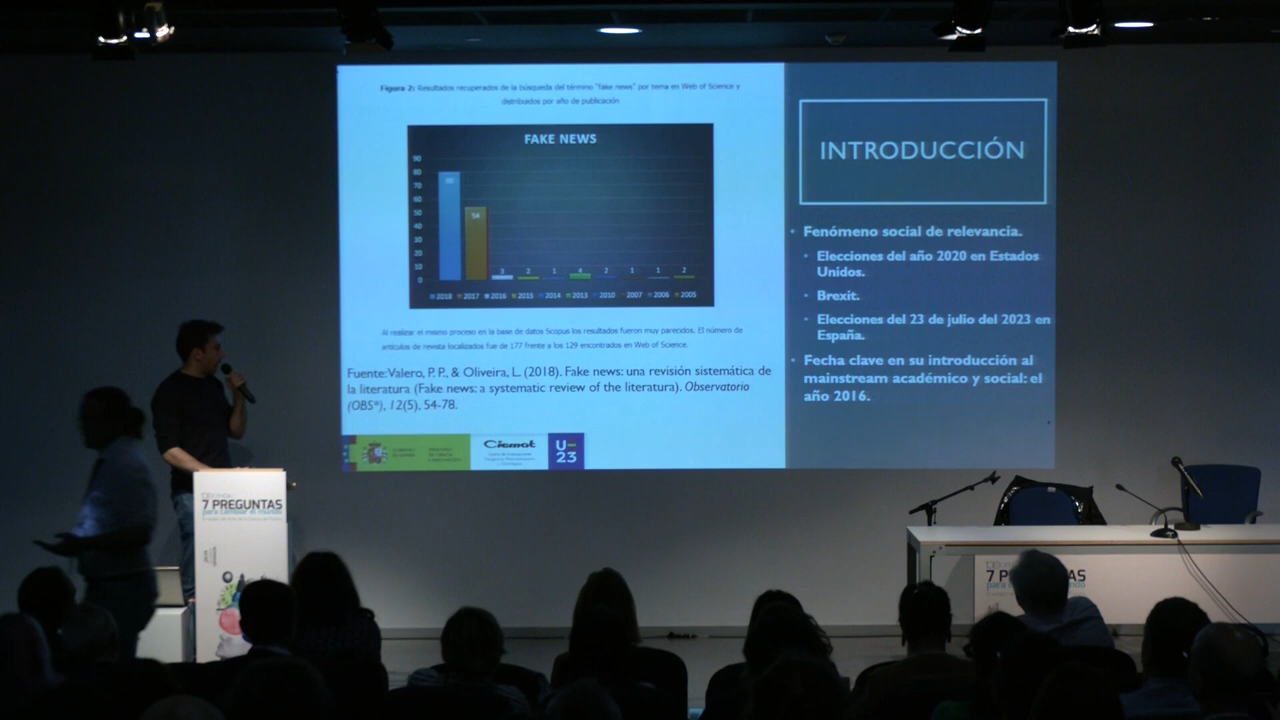 Figura 2: Resultados recuperados de la búsqueda del término "fake news" por tema en Web of Science y
distribuidos por año de publicación
FAKE NEWS
90
80
70
60
50
40
30
20
10
0
80
54
3
2
1
4
2
1
1
2
2018 2017 2016 2015 2014 2013 2010 2007 2006 2005
Al realizar el mismo proceso en la base de datos Scopus los resultados fueron muy parecidos. El número de
artículos de revista localizados fue de 177 frente a los 129 encontrados en Web of Science.
Fuente: Valero, P. P., & Oliveira, L. (2018). Fake news: una revisión sistemática de
la literatura (Fake news: a systematic review of the literatura). Observatorio
(OBS*), 12(5), 54-78.
Ciemat
U-
23
INTRODUCCIÓN
• Fenómeno social de relevancia.
• Elecciones del año 2020 en Estados
Unidos.
• Brexit.
• Elecciones del 23 de julio del 2023 en
España.
• Fecha clave en su introducción al
mainstream académico y social: el
año 2016.
7 PREGUNTAS
para cambiar el mundo